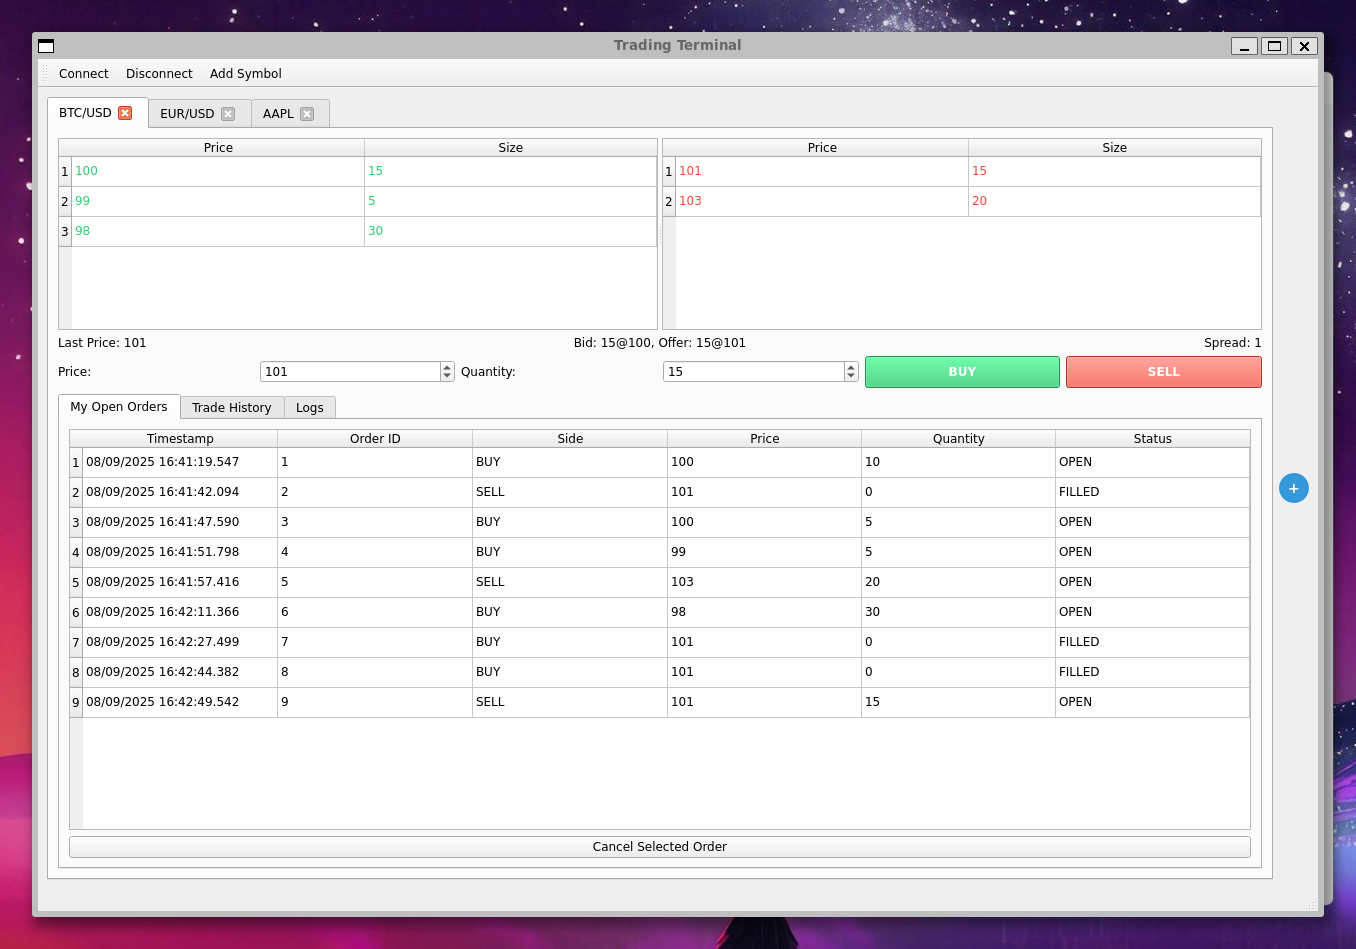 Trading Terminal
Connect Disconnect Add Symbol
BTC/USD EUR/USD AAPL
Price Size Price Size
1 100 15 1 101 15
2 99 5 2 103 20
3 98 30
Last Price: 101 Bid: 15@100, Offer: 15@101 Spread: 1
Price: 101 Quantity: 15 BUY SELL
My Open Orders Trade History Logs
Timestamp Order ID Side Price Quantity Status
1 08/09/2025 16:41:19.547 1 BUY 100 10 OPEN
2 08/09/2025 16:41:42.094 2 SELL 101 0 FILLED
3 08/09/2025 16:41:47.590 3 BUY 100 5 OPEN
4 08/09/2025 16:41:51.798 4 BUY 99 5 OPEN
5 08/09/2025 16:41:57.416 5 SELL 103 20 OPEN
6 08/09/2025 16:42:11.366 6 BUY 98 30 OPEN
7 08/09/2025 16:42:27.499 7 BUY 101 0 FILLED
8 08/09/2025 16:42:44.382 8 BUY 101 0 FILLED
9 08/09/2025 16:42:49.542 9 SELL 101 15 OPEN
+
Cancel Selected Order